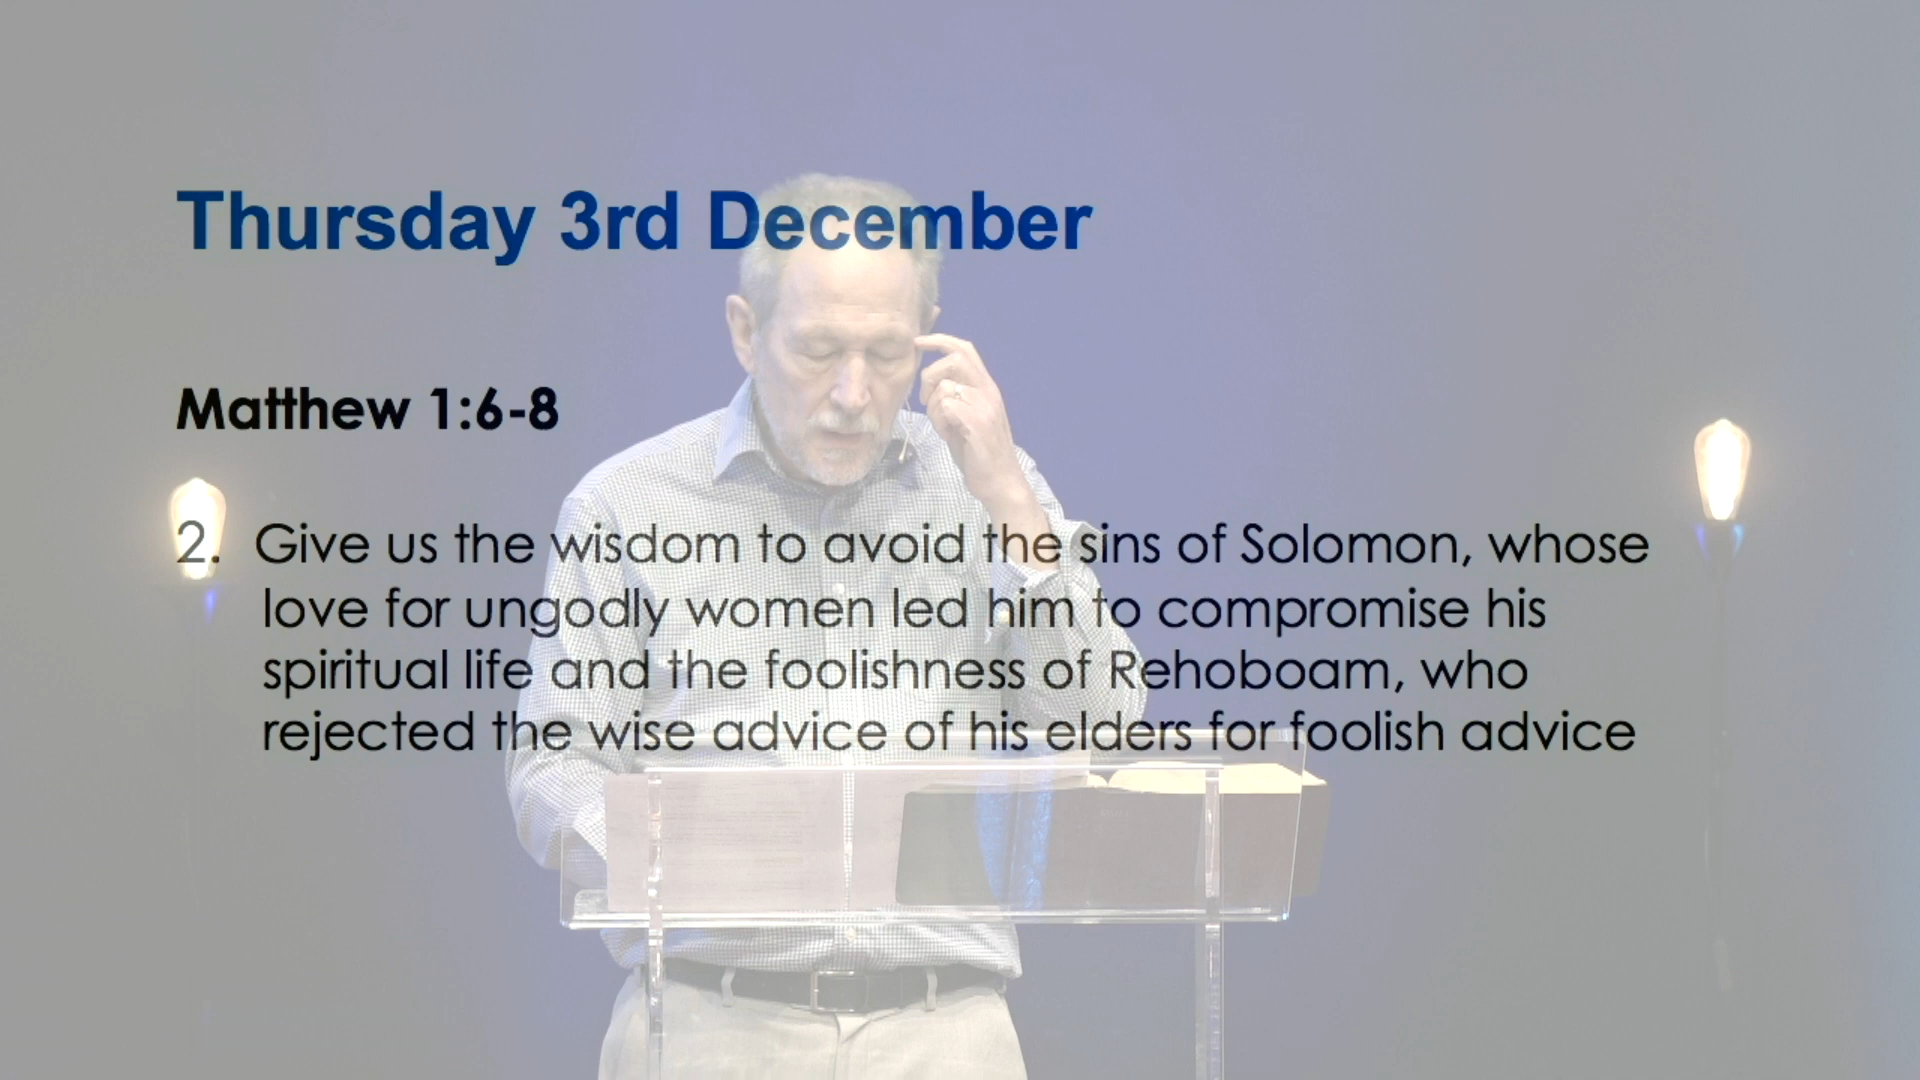 Thursday 3rd December
Matthew 1:6-8
2. Give us the wisdom to avoid the sins of Solomon, whose
love for ungodly women led him to compromise his
spiritual life and the foolishness of Rehoboam, who
rejected the wise advice of his elders for foolish advice